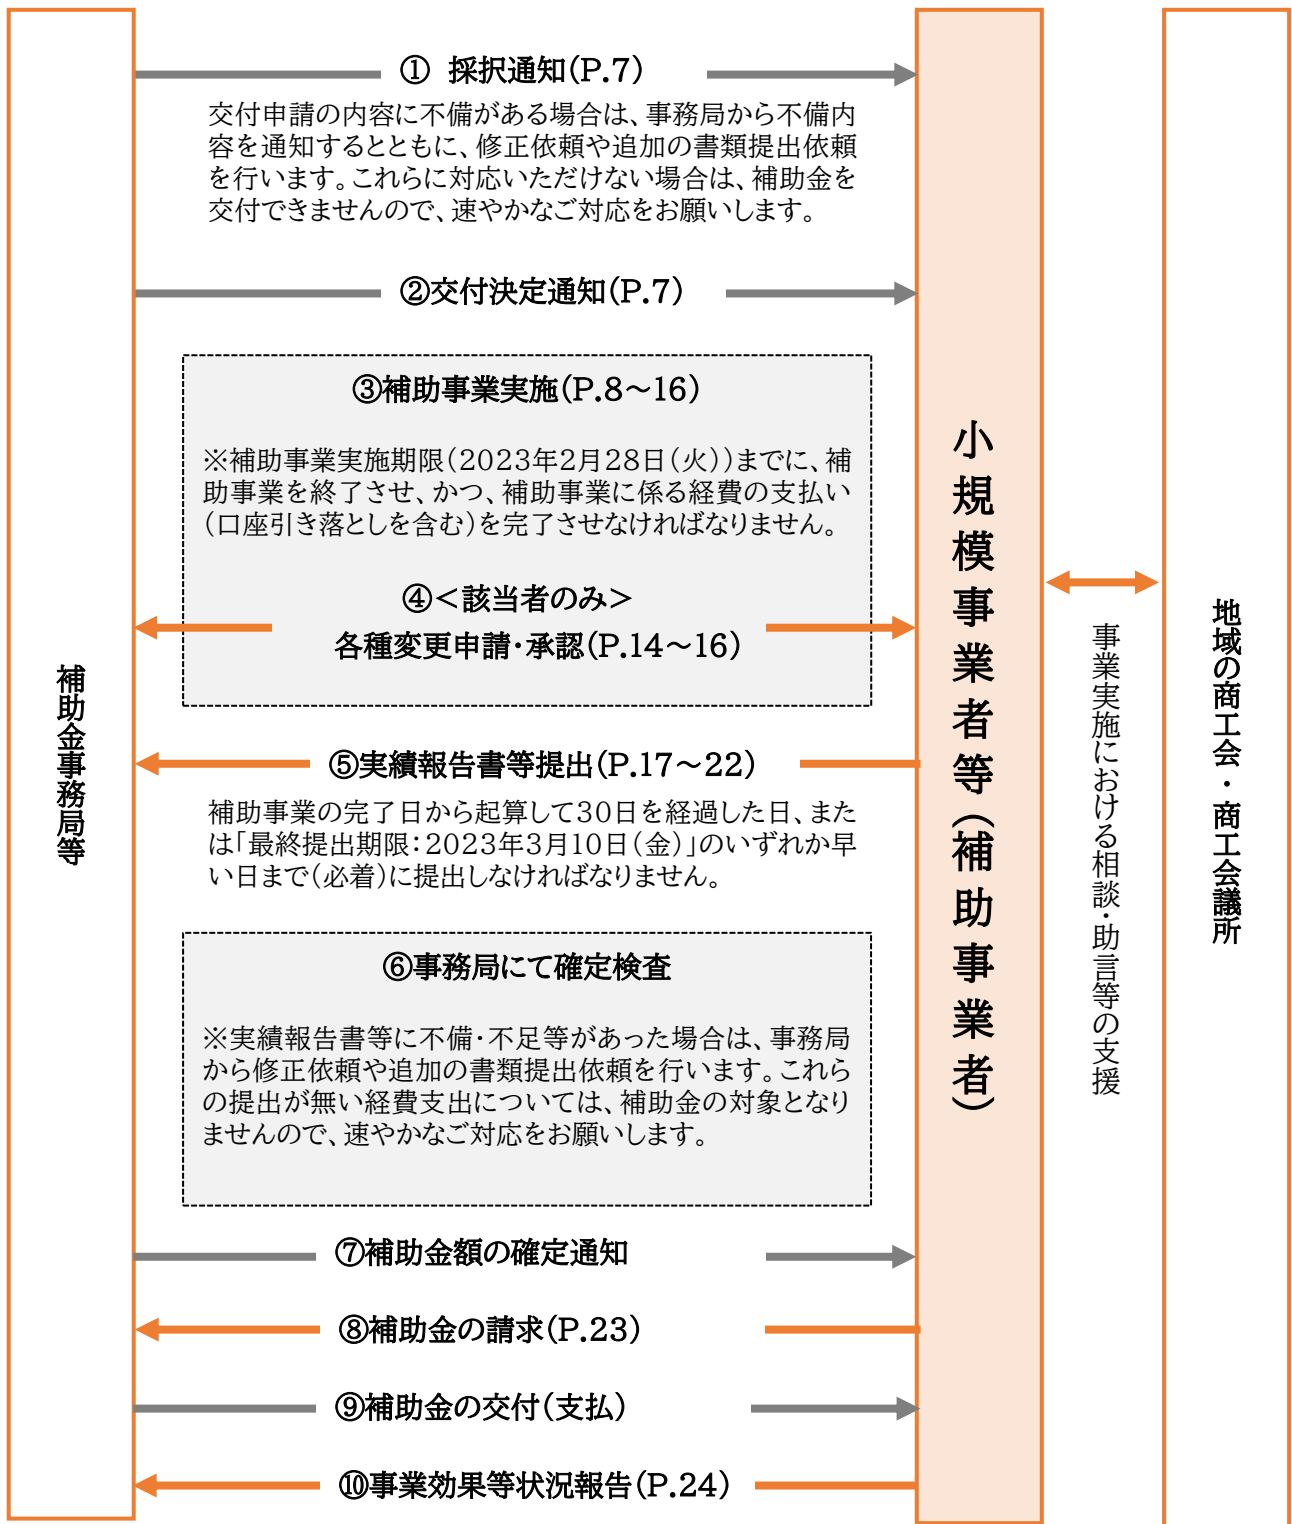 ① 採択通知(P.7)
交付申請の内容に不備がある場合は、事務局から不備内
容を通知するとともに、修正依頼や追加の書類提出依頼
を行います。これらに対応いただけない場合は、補助金を
交付できませんので、速やかなご対応をお願いします。
②交付決定通知(P.7)
③補助事業実施(P.8～16)
※補助事業実施期限(2023年2月28日(火))までに、補
助事業を終了させ、かつ、補助事業に係る経費の支払い
(口座引き落としを含む)を完了させなければなりません。
④＜該当者のみ＞
各種変更申請・承認(P.14～16)
⑤実績報告書等提出(P.17～22)
補助事業の完了日から起算して30日を経過した日、また
は「最終提出期限：2023年3月10日(金)」のいずれか早
い日まで(必着)に提出しなければなりません。
⑥事務局にて確定検査
※実績報告書等に不備・不足等があった場合は、事務局
から修正依頼や追加の書類提出依頼を行います。これら
の提出が無い経費支出については、補助金の対象となり
ませんので、速やかなご対応をお願いします。
⑦補助金額の確定通知
⑧補助金の請求(P.23)
⑨補助金の交付(支払)
⑩事業効果等状況報告(P.24)
補助金事務局等
小規模事業者等(補助事業者)
事業実施における相談・助言等の支援
地域の商工会・商工会議所